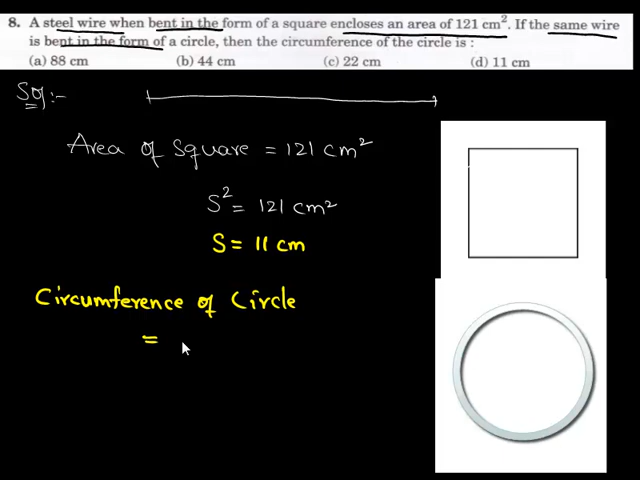 8. A steel wire when bent in the form of a square encloses an area of 121 cm². If the same wire
is bent in the form of a circle, then the circumference of the circle is :
(a) 88 cm (b) 44 cm (c) 22 cm (d) 11 cm
Sol:-
Area of Square = 121 cm²
S² = 121 cm²
S = 11 cm
Circumference of Circle
=